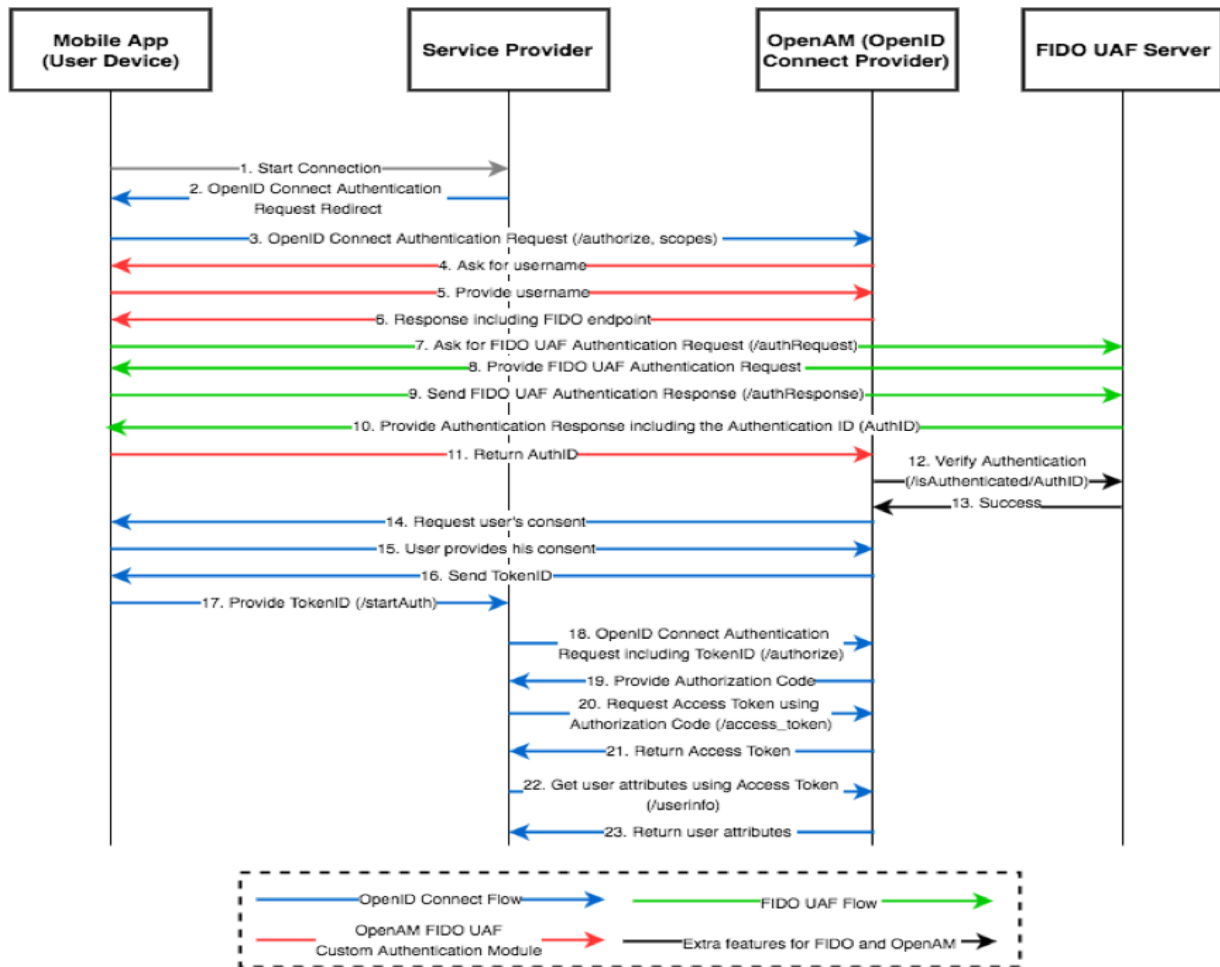 Mobile App
(User Device)
Service Provider
OpenAM (OpenID
Connect Provider)
FIDO UAF Server
1. Start Connection
2. OpenID Connect Authentication
Request Redirect
3. OpenID Connect Authentication Request (/authorize, scopes)
4. Ask for username
5. Provide username
6. Response including FIDO endpoint
7. Ask for FIDO UAF Authentication Request (/authRequest)
8. Provide FIDO UAF Authentication Request
9. Send FIDO UAF Authentication Response (/authResponse)
10. Provide Authentication Response including the Authentication ID (AuthID)
11. Return AuthID
12. Verify Authentication
(/isAuthenticated/AuthID)
13. Success
14. Request user's consent
15. User provides his consent
16. Send TokenID
17. Provide TokenID (/startAuth)
18. OpenID Connect Authentication
Request including TokenID (/authorize)
19. Provide Authorization Code
20. Request Access Token using
Authorization Code (/access_token)
21. Return Access Token
22. Get user attributes using Access Token
(/userinfo)
23. Return user attributes
OpenID Connect Flow
FIDO UAF Flow
OpenAM FIDO UAF
Custom Authentication Module
Extra features for FIDO and OpenAM